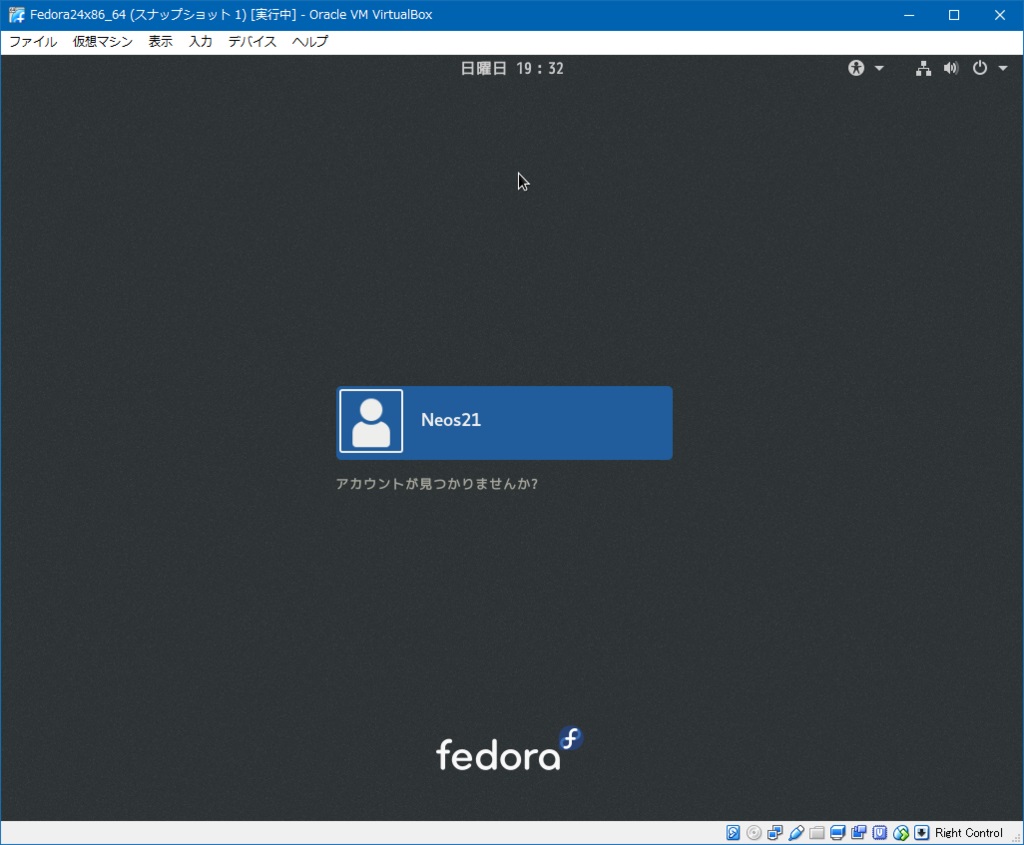 Fedora24x86_64 (スナップショット 1) [実行中] - Oracle VM VirtualBox
ファイル 仮想マシン 表示 入力 デバイス ヘルプ
日曜日 19 : 32
Neos21
アカウントが見つかりませんか?
fedora
Right Control